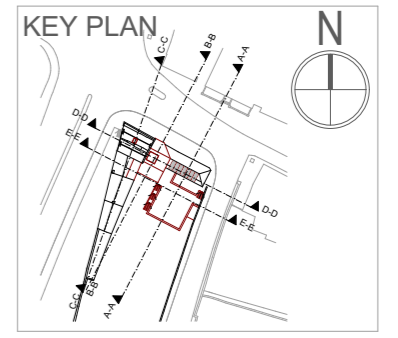 KEY PLAN
N
C-C
B-B
A-A
D-D
E-E
D-D
E-E
C-C
B-B
A-A